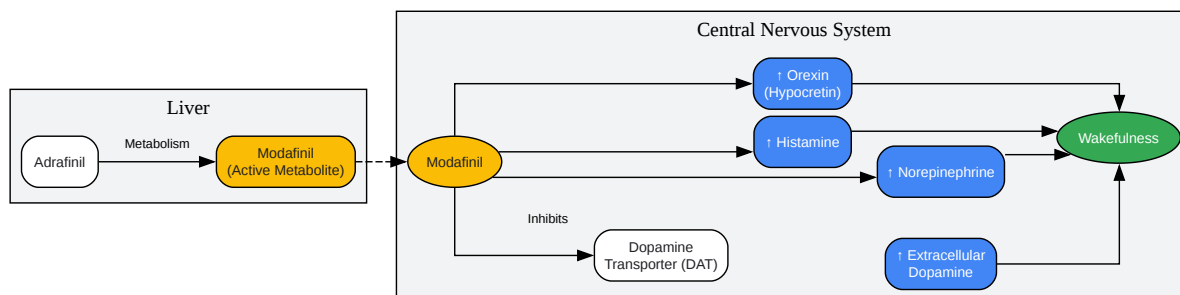 Central Nervous System
Liver
Adrafinil
Metabolism
Modafinil
(Active Metabolite)
Modafinil
↑ Orexin
(Hypocretin)
↑ Histamine
↑ Norepinephrine
Wakefulness
Inhibits
Dopamine
Transporter (DAT)
↑ Extracellular
Dopamine